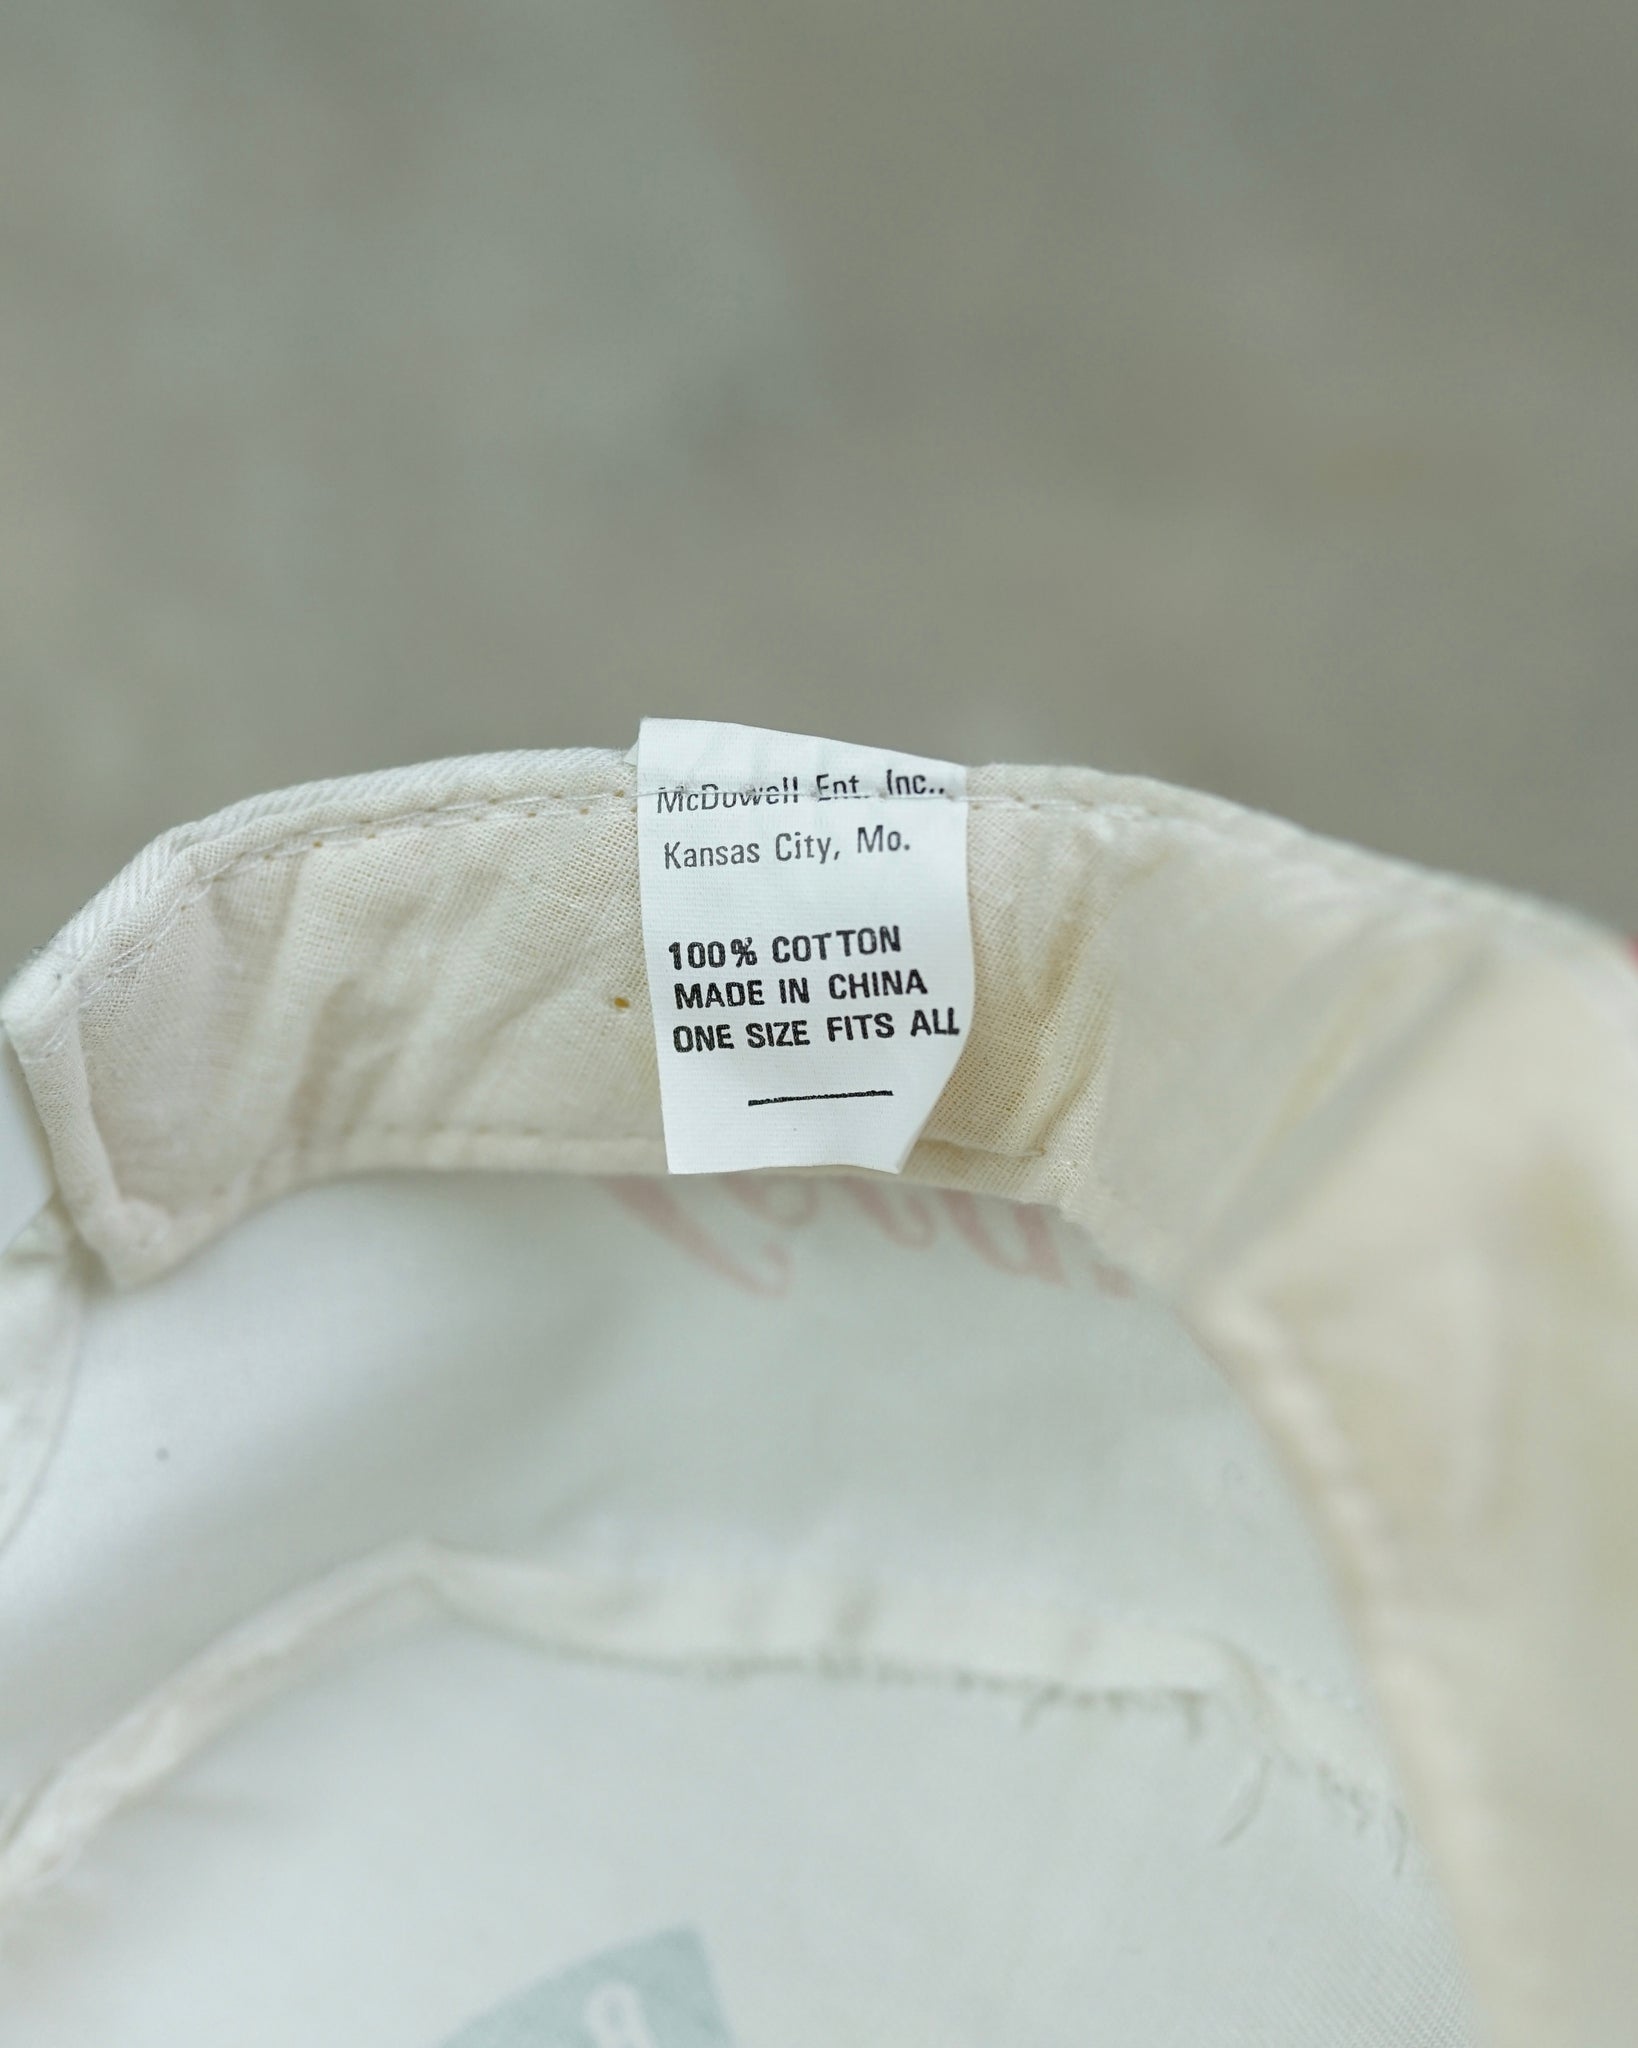 McDowell Ent. Inc..
Kansas City, Mo.
100% COTTON
MADE IN CHINA
ONE SIZE FITS ALL